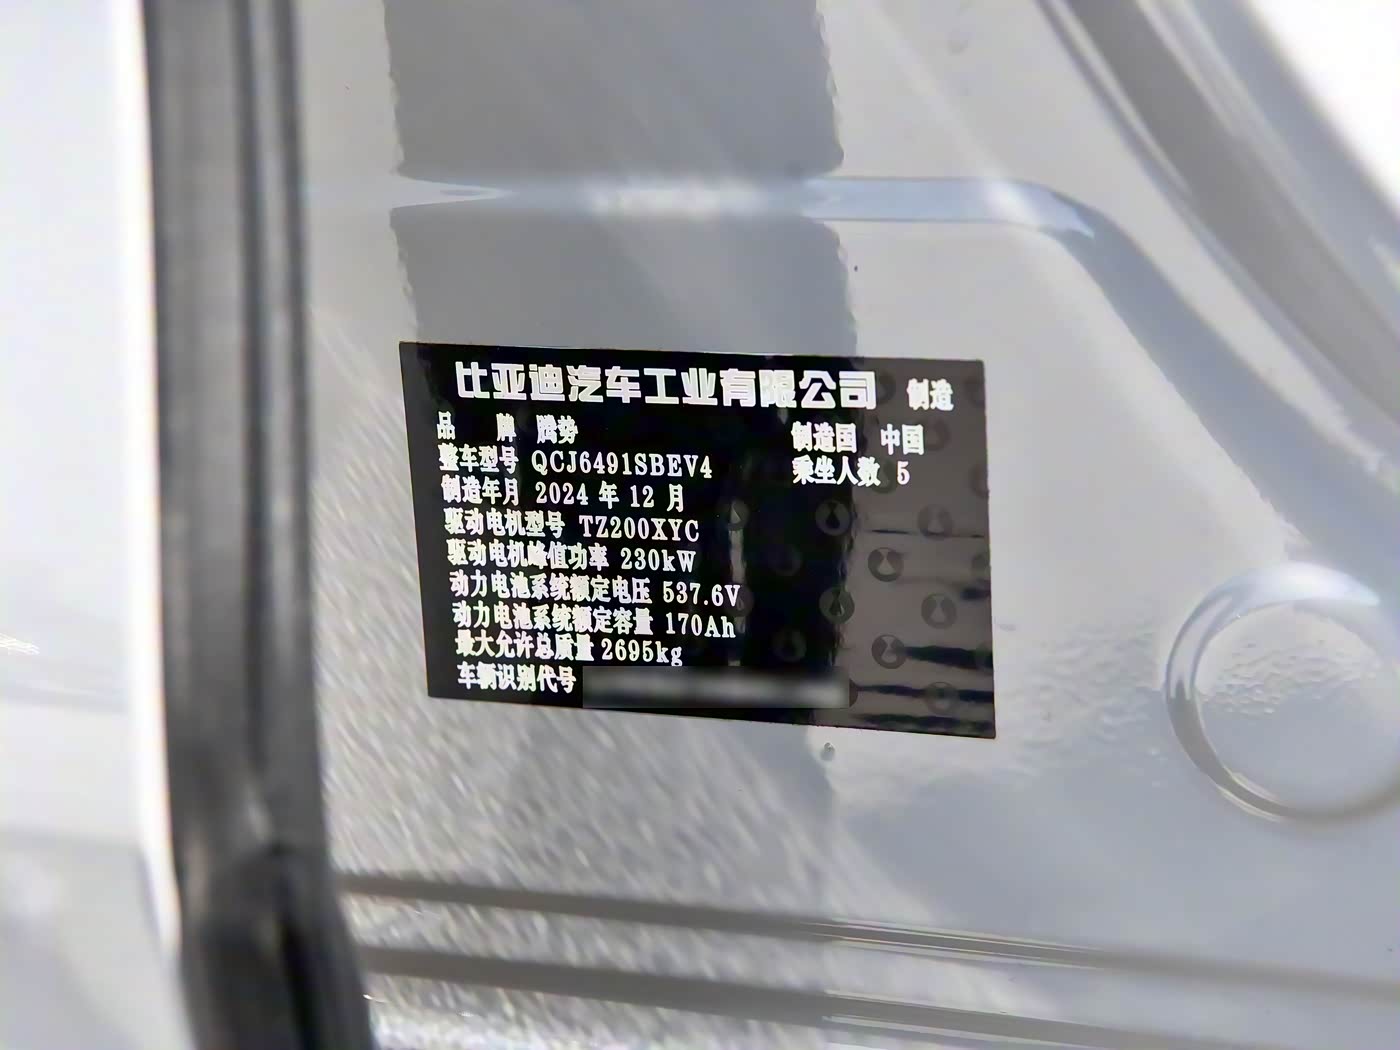 比亚迪汽车工业有限公司 制造
品 牌 腾势 制造国 中国
整车型号 QCJ6491SBEV4 乘坐人数 5
制造年月 2024 年 12 月
驱动电机型号 TZ200XYC
驱动电机峰值功率 230kW
动力电池系统额定电压 537.6V
动力电池系统额定容量 170Ah
最大允许总质量 2695kg
车辆识别代号